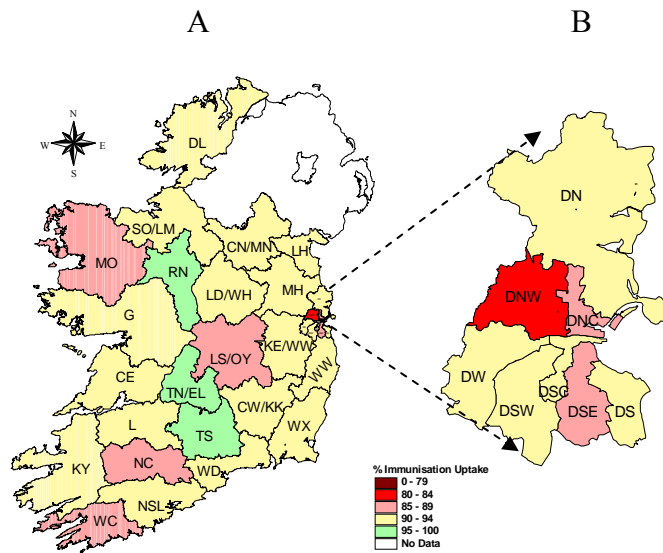 A B
N
W E
S
DL
DN
SO/LM
CN/MN
LH
MO
RN
LD/WH
MH
DNW
DNC
G
LS/OY
KE/WW
CE
TN/EL
WW
DW
DSW
DSC
DSE
DS
L
CW/KK
TS
WX
KY
NC
WD
NSL
WC
% Immunisation Uptake
0 - 79
80 - 84
85 - 89
90 - 94
95 - 100
No Data